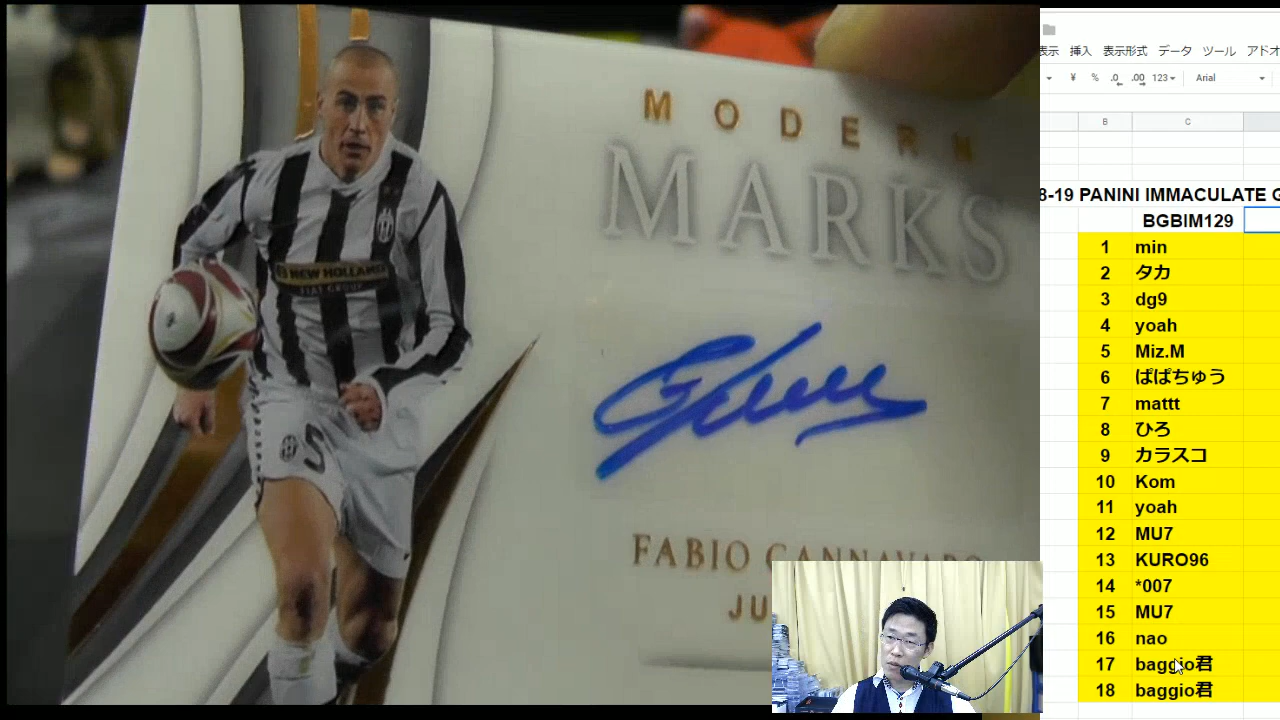 MODERN
MARKS
NEW HOLLAND
FIAT GROUP
5
FABIO CANNAVARO
JU
表示 挿入 表示形式 データ ツール アドオ
¥ % .0 .00 123 Arial
B C
8-19 PANINI IMMACULATE G
BGBIM129
1 min
2 タカ
3 dg9
4 yoah
5 Miz.M
6 ぱぱちゅう
7 mattt
8 ひろ
9 カラスコ
10 Kom
11 yoah
12 MU7
13 KURO96
14 *007
15 MU7
16 nao
17 baggio君
18 baggio君